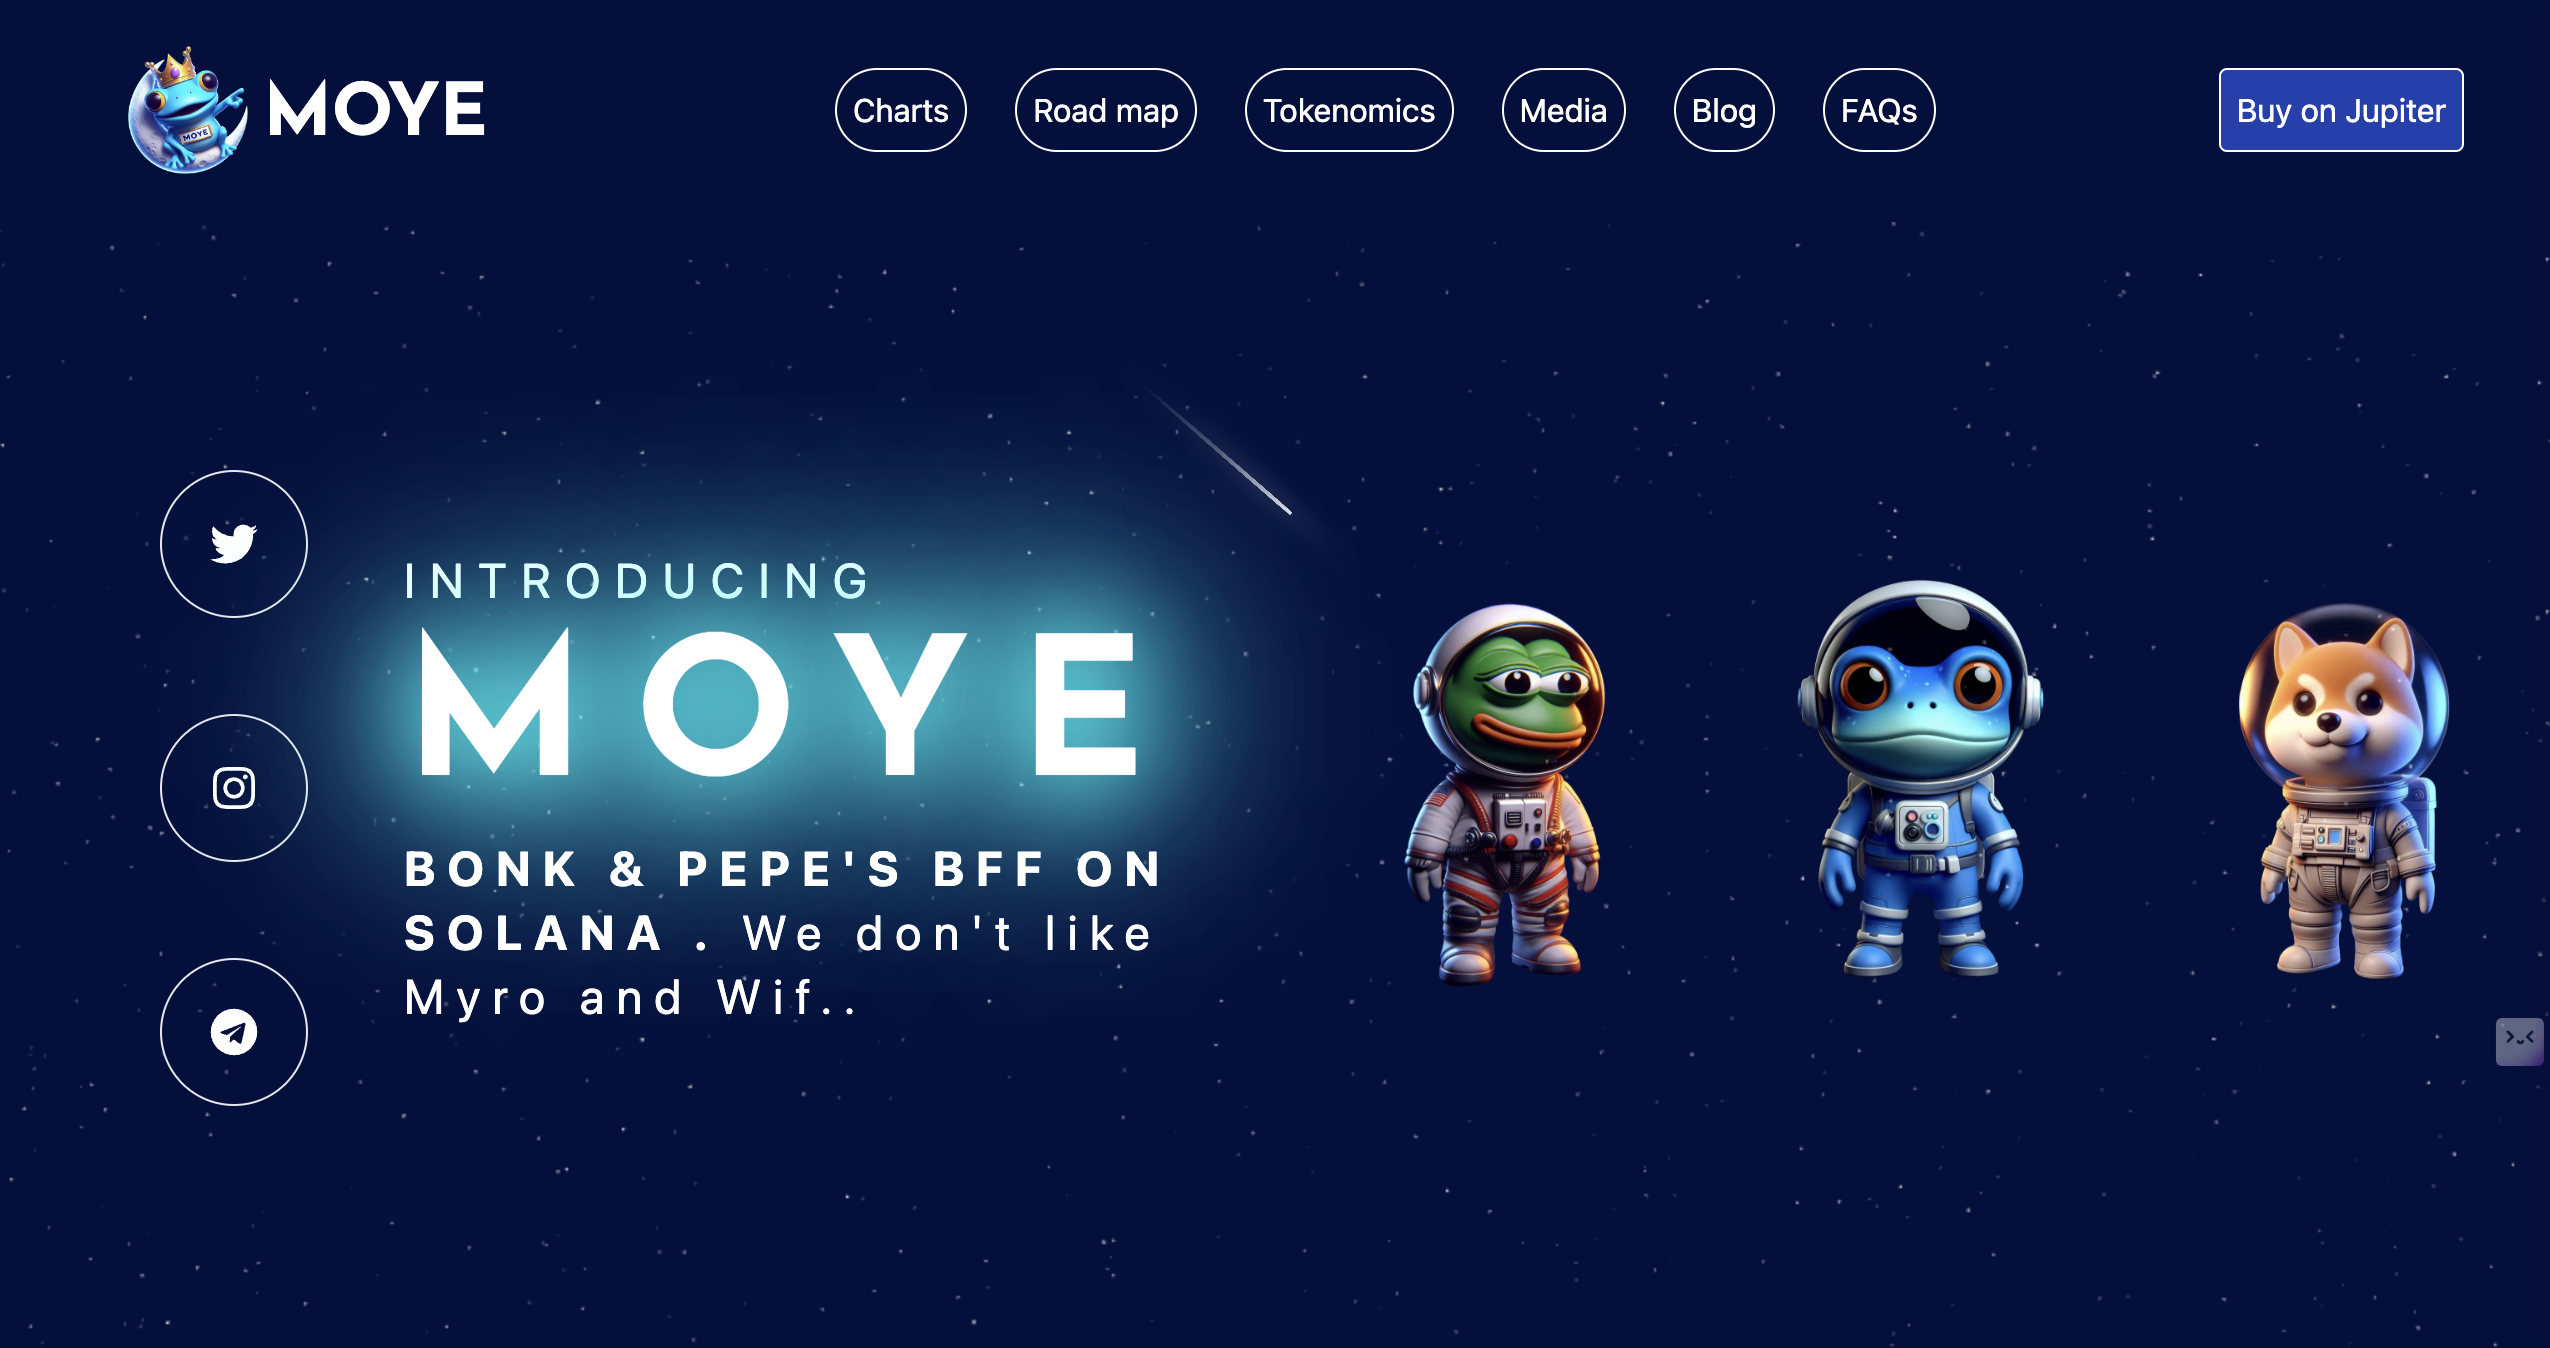 MOYE
MOYE
Charts
Road map
Tokenomics
Media
Blog
FAQs
Buy on Jupiter
INTRODUCING
MOYE
BONK & PEPE'S BFF ON
SOLANA . We don't like
Myro and Wif..